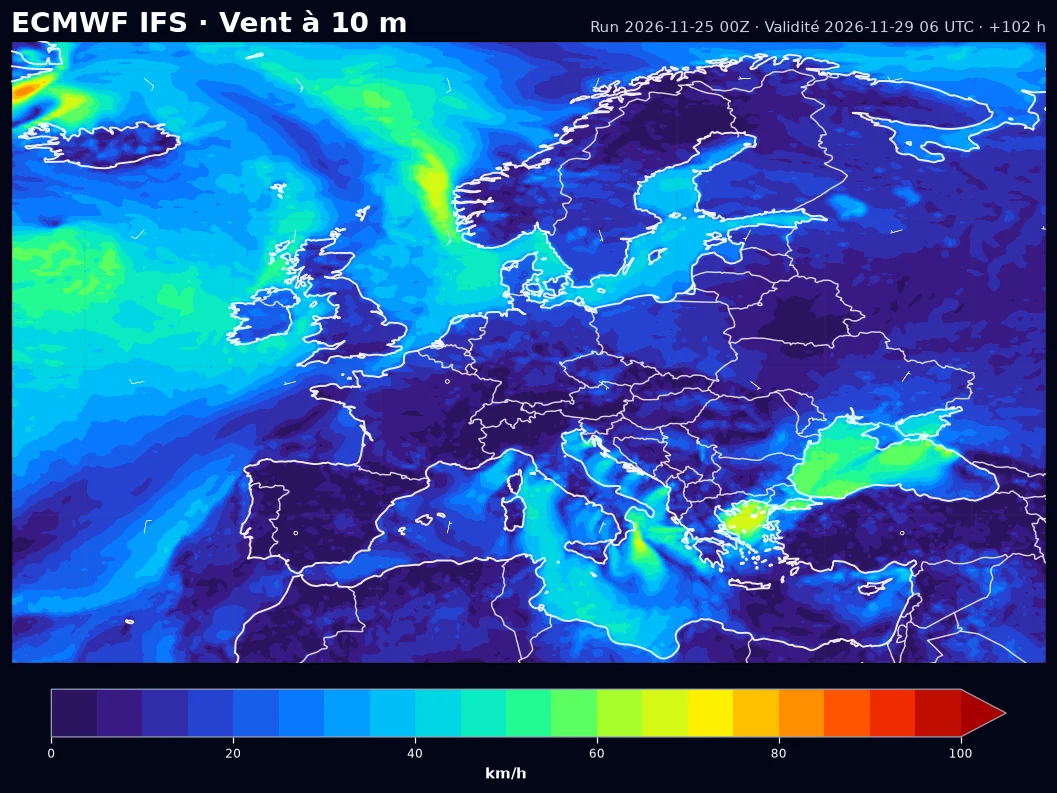 ECMWF IFS · Vent à 10 m
Run 2026-11-25 00Z · Validité 2026-11-29 06 UTC · +102 h
0 20 40 60 80 100
km/h